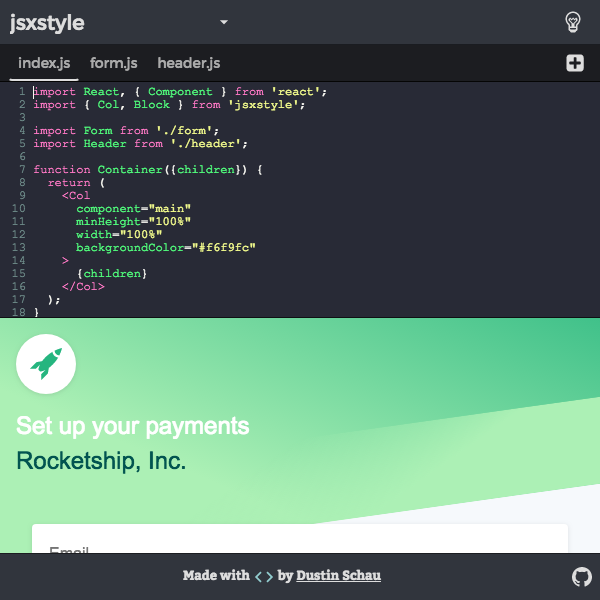 jsxstyle
index.js form.js header.js
1 import React, { Component } from 'react';
2 import { Col, Block } from 'jsxstyle';
3
4 import Form from './form';
5 import Header from './header';
6
7 function Container({children}) {
8   return (
9     <Col
10       component="main"
11       minHeight="100%"
12       width="100%"
13       backgroundColor="#f6f9fc"
14     >
15       {children}
16     </Col>
17   );
18 }
Set up your payments
Rocketship, Inc.
Email
Made with <> by Dustin Schau